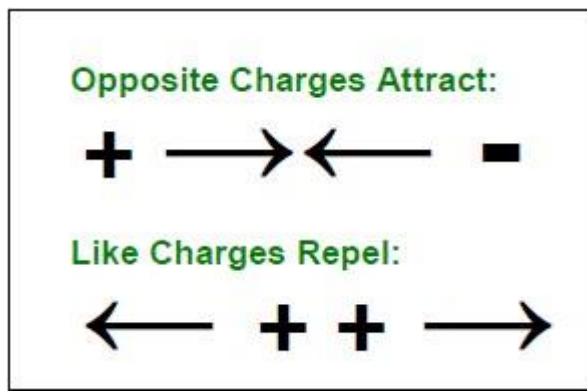 Opposite Charges Attract:
+ → ← -
Like Charges Repel:
← + + →